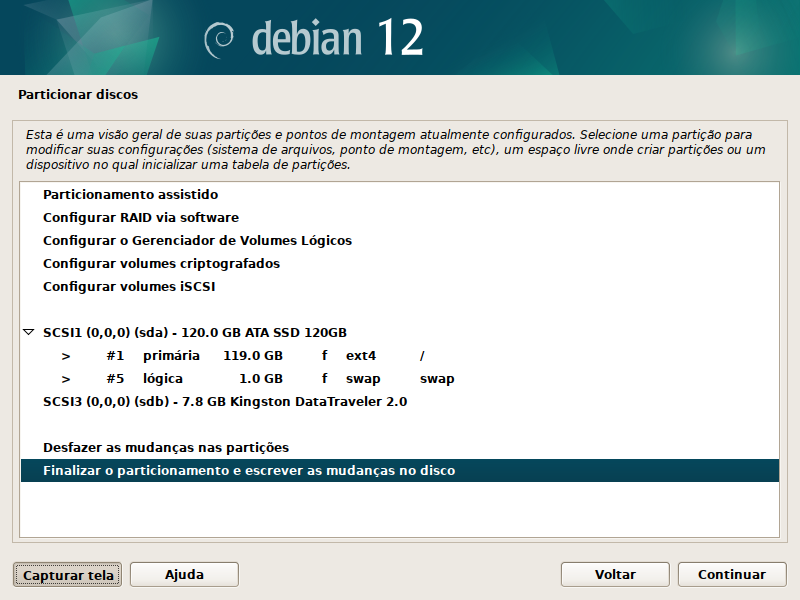 debian 12
Particionar discos
Esta é uma visão geral de suas partições e pontos de montagem atualmente configurados. Selecione uma partição para
modificar suas configurações (sistema de arquivos, ponto de montagem, etc), um espaço livre onde criar partições ou um
dispositivo no qual inicializar uma tabela de partições.
Particionamento assistido
Configurar RAID via software
Configurar o Gerenciador de Volumes Lógicos
Configurar volumes criptografados
Configurar volumes iSCSI
SCSI1 (0,0,0) (sda) - 120.0 GB ATA SSD 120GB
> #1 primária 119.0 GB f ext4 /
> #5 lógica 1.0 GB f swap swap
SCSI3 (0,0,0) (sdb) - 7.8 GB Kingston DataTraveler 2.0
Desfazer as mudanças nas partições
Finalizar o particionamento e escrever as mudanças no disco
Capturar tela Ajuda Voltar Continuar